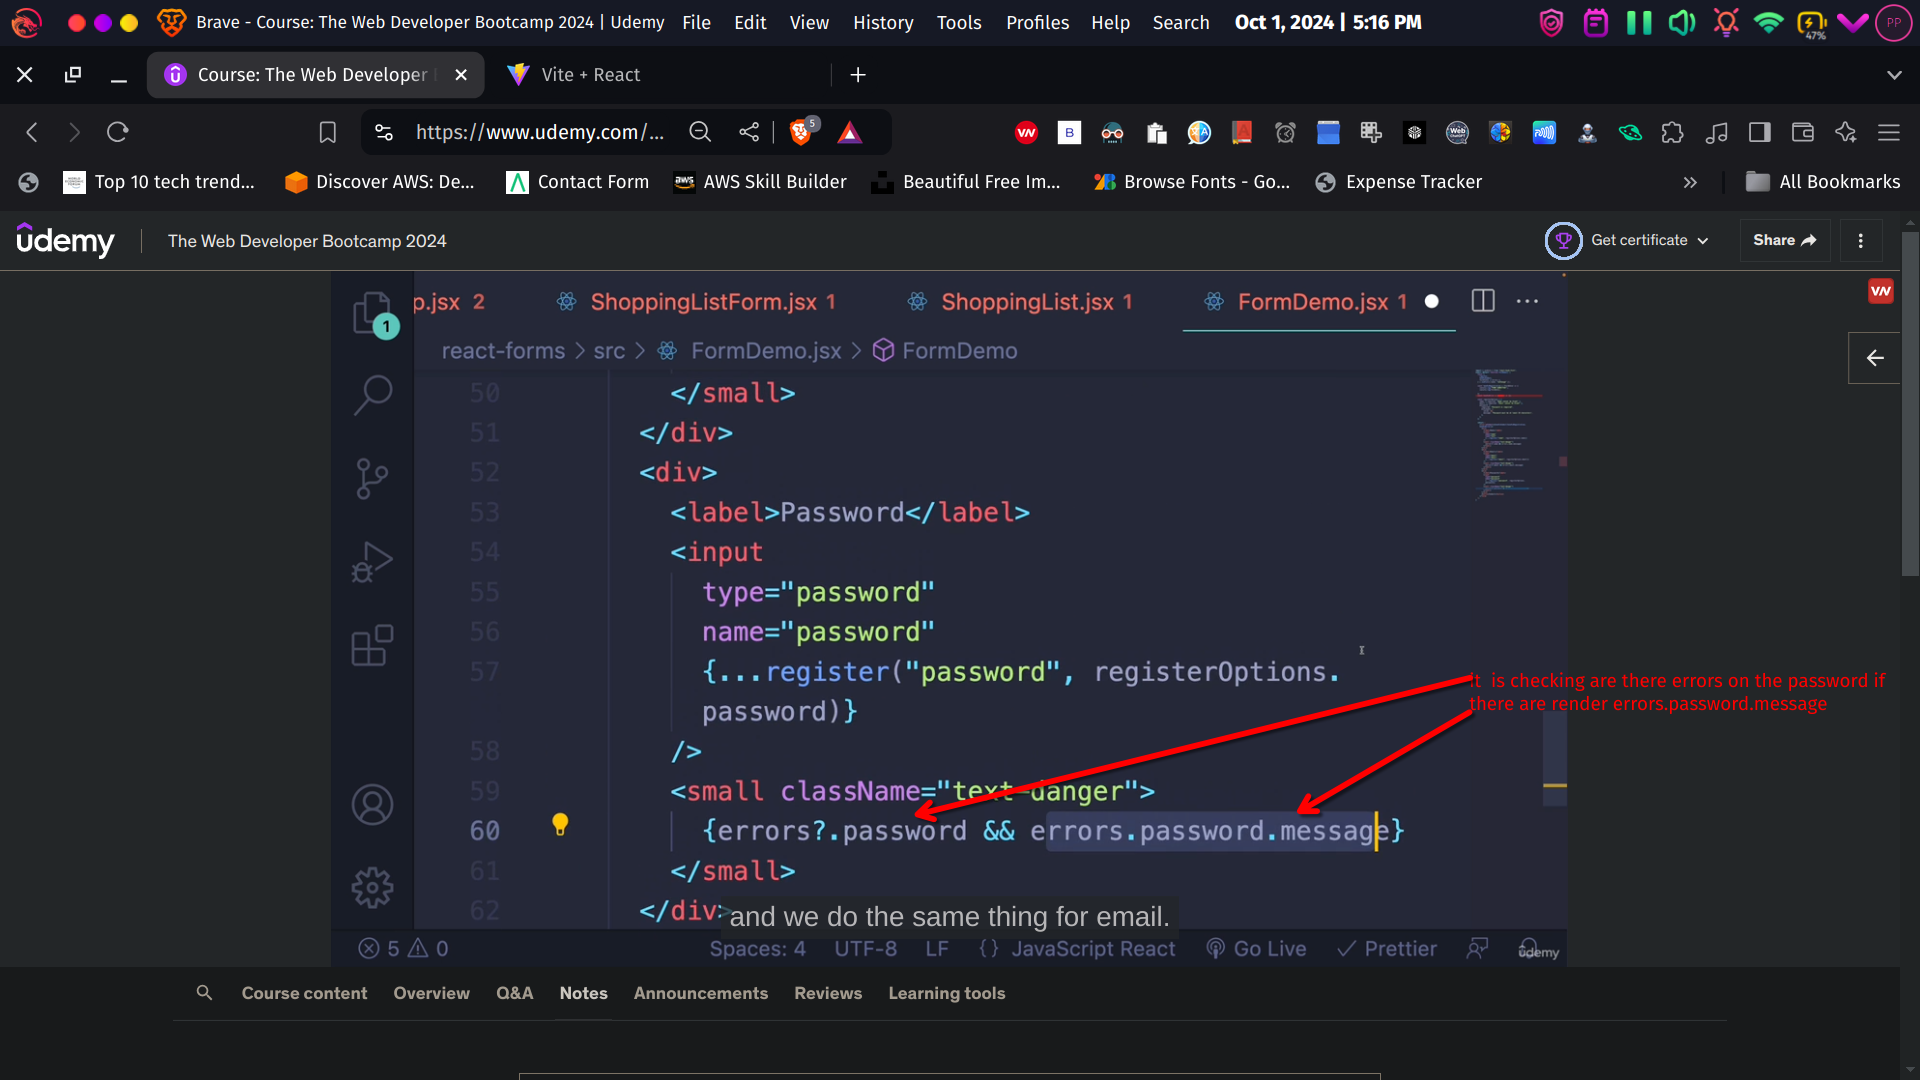 Brave - Course: The Web Developer Bootcamp 2024 | Udemy File Edit View History Tools Profiles Help Search Oct 1, 2024 | 5:16 PM 47% PP
Course: The Web Developer Vite + React
https://www.udemy.com/... 5 VN B
Top 10 tech trend... Discover AWS: De... Contact Form AWS Skill Builder Beautiful Free Im... Browse Fonts - Go... Expense Tracker All Bookmarks
udemy The Web Developer Bootcamp 2024 Get certificate Share
p.jsx 2 ShoppingListForm.jsx 1 ShoppingList.jsx 1 FormDemo.jsx 1
1
react-forms > src > FormDemo.jsx > FormDemo
50 </small>
51 </div>
52 <div>
53 <label>Password</label>
54 <input
55 type="password"
56 name="password"
57 {...register("password", registerOptions.
password)}
it is checking are there errors on the password if
there are render errors.password.message
58 />
59 <small className="text-danger">
60 {errors?.password && errors.password.message}
61 </small>
62 </div>
and we do the same thing for email.
5 0 Spaces: 4 UTF-8 LF {} JavaScript React Go Live Prettier udemy
Course content Overview Q&A Notes Announcements Reviews Learning tools